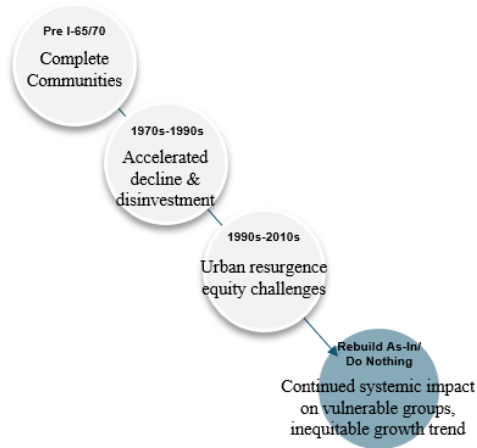 Pre I-65/70
Complete
Communities
1970s-1990s
Accelerated
decline &
disinvestment
1990s-2010s
Urban resurgence
equity challenges
Rebuild As-In/
Do Nothing
Continued systemic impact
on vulnerable groups,
inequitable growth trend